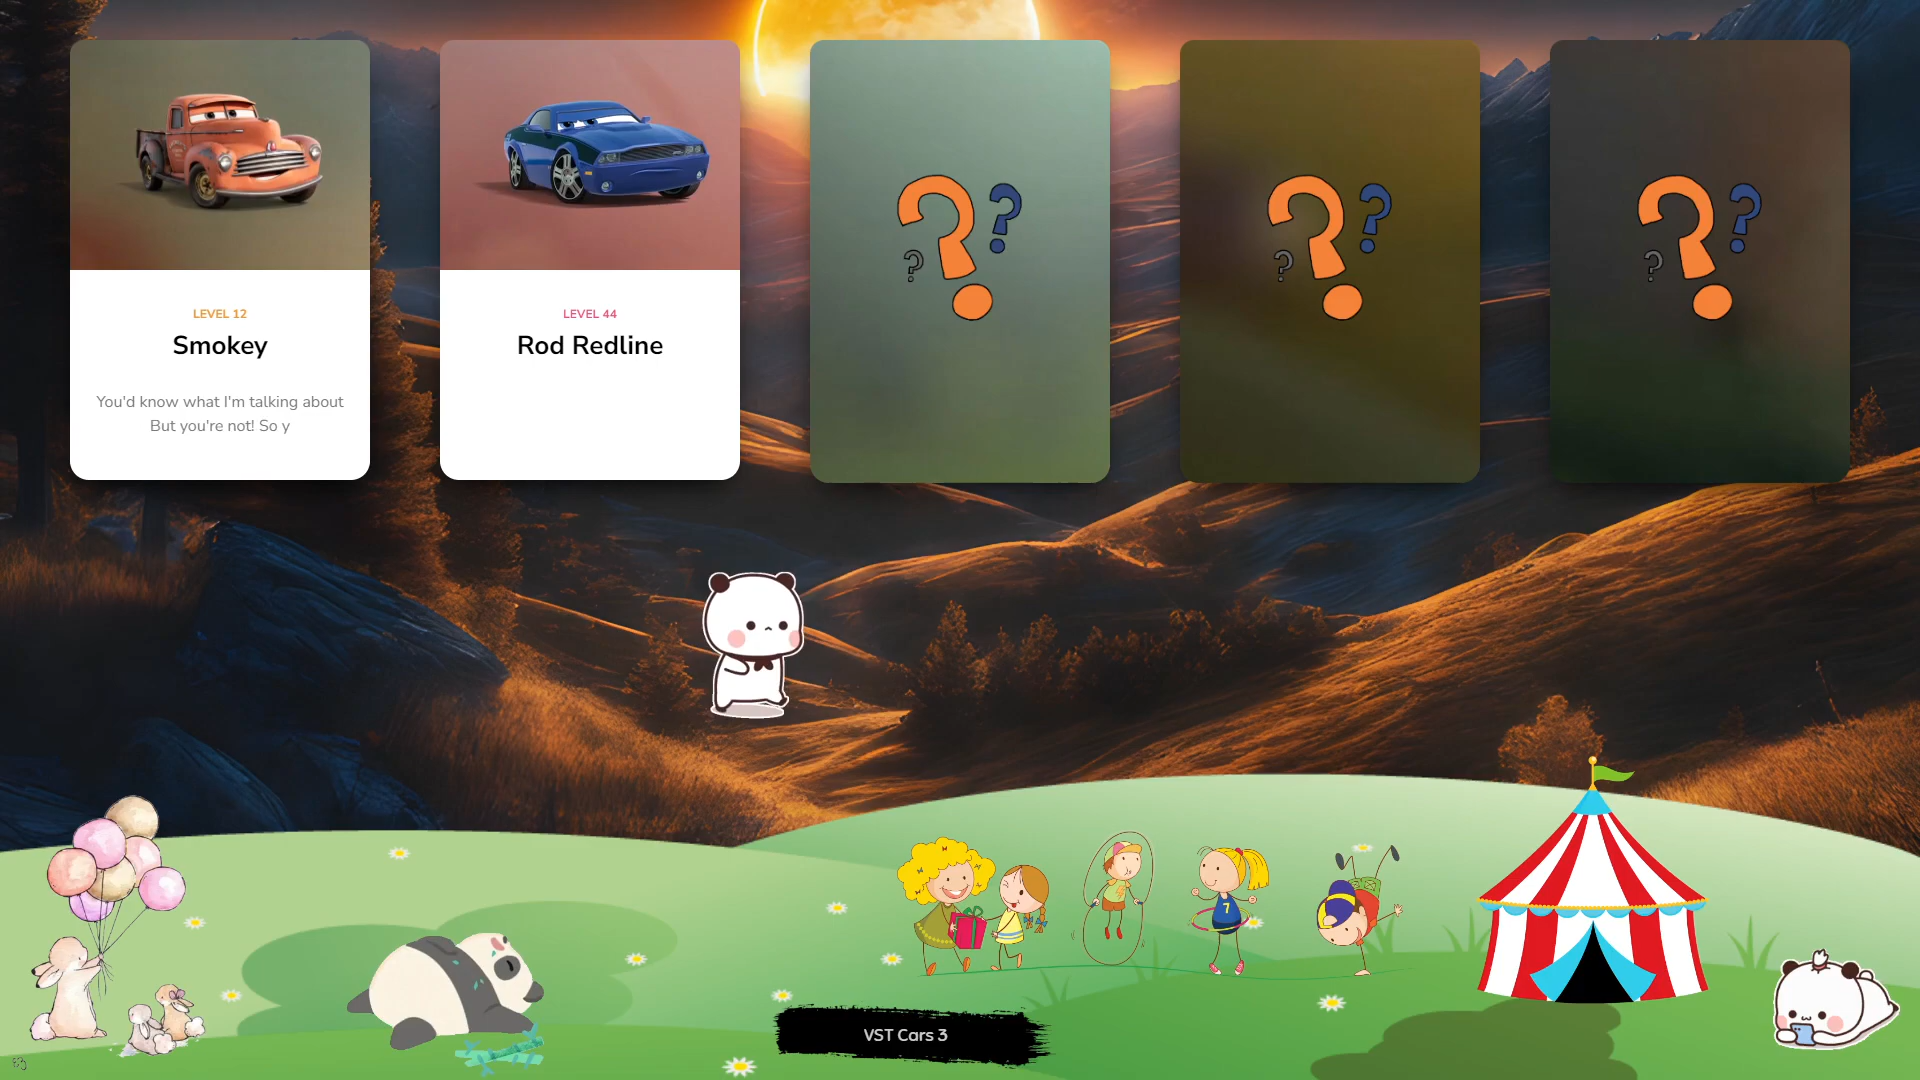 LEVEL 12
Smokey
You'd know what I'm talking about
But you're not! So y
LEVEL 44
Rod Redline
? ? ?
? ? ?
? ? ?
7
VST Cars 3